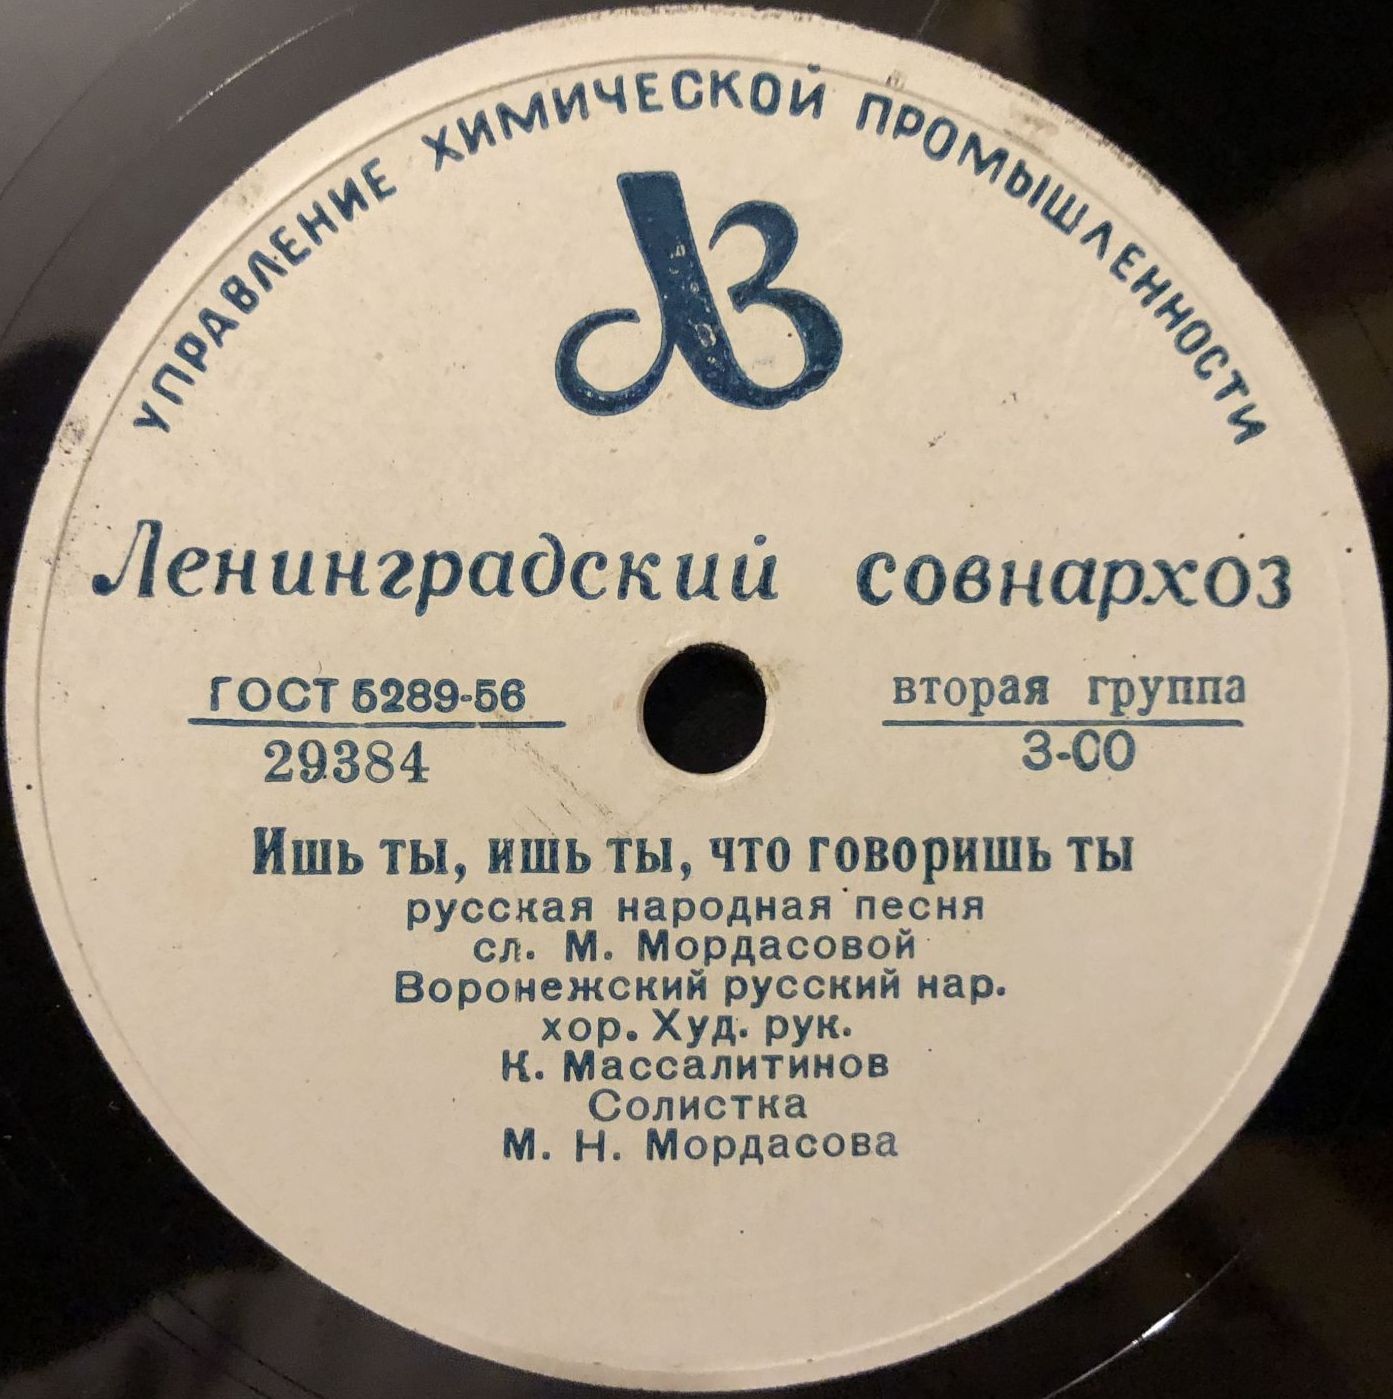 УПРАВЛЕНИЕ ХИМИЧЕСКОЙ ПРОМЫШЛЕННОСТИ
ЛВ
Ленинградский совнархоз
ГОСТ 5289-56
вторая группа
29384
3-00
Ишь ты, ишь ты, что говоришь ты
русская народная песня
сл. М. Мордасовой
Воронежский русский нар.
хор. Худ. рук.
К. Массалитинов
Солистка
М. Н. Мордасова